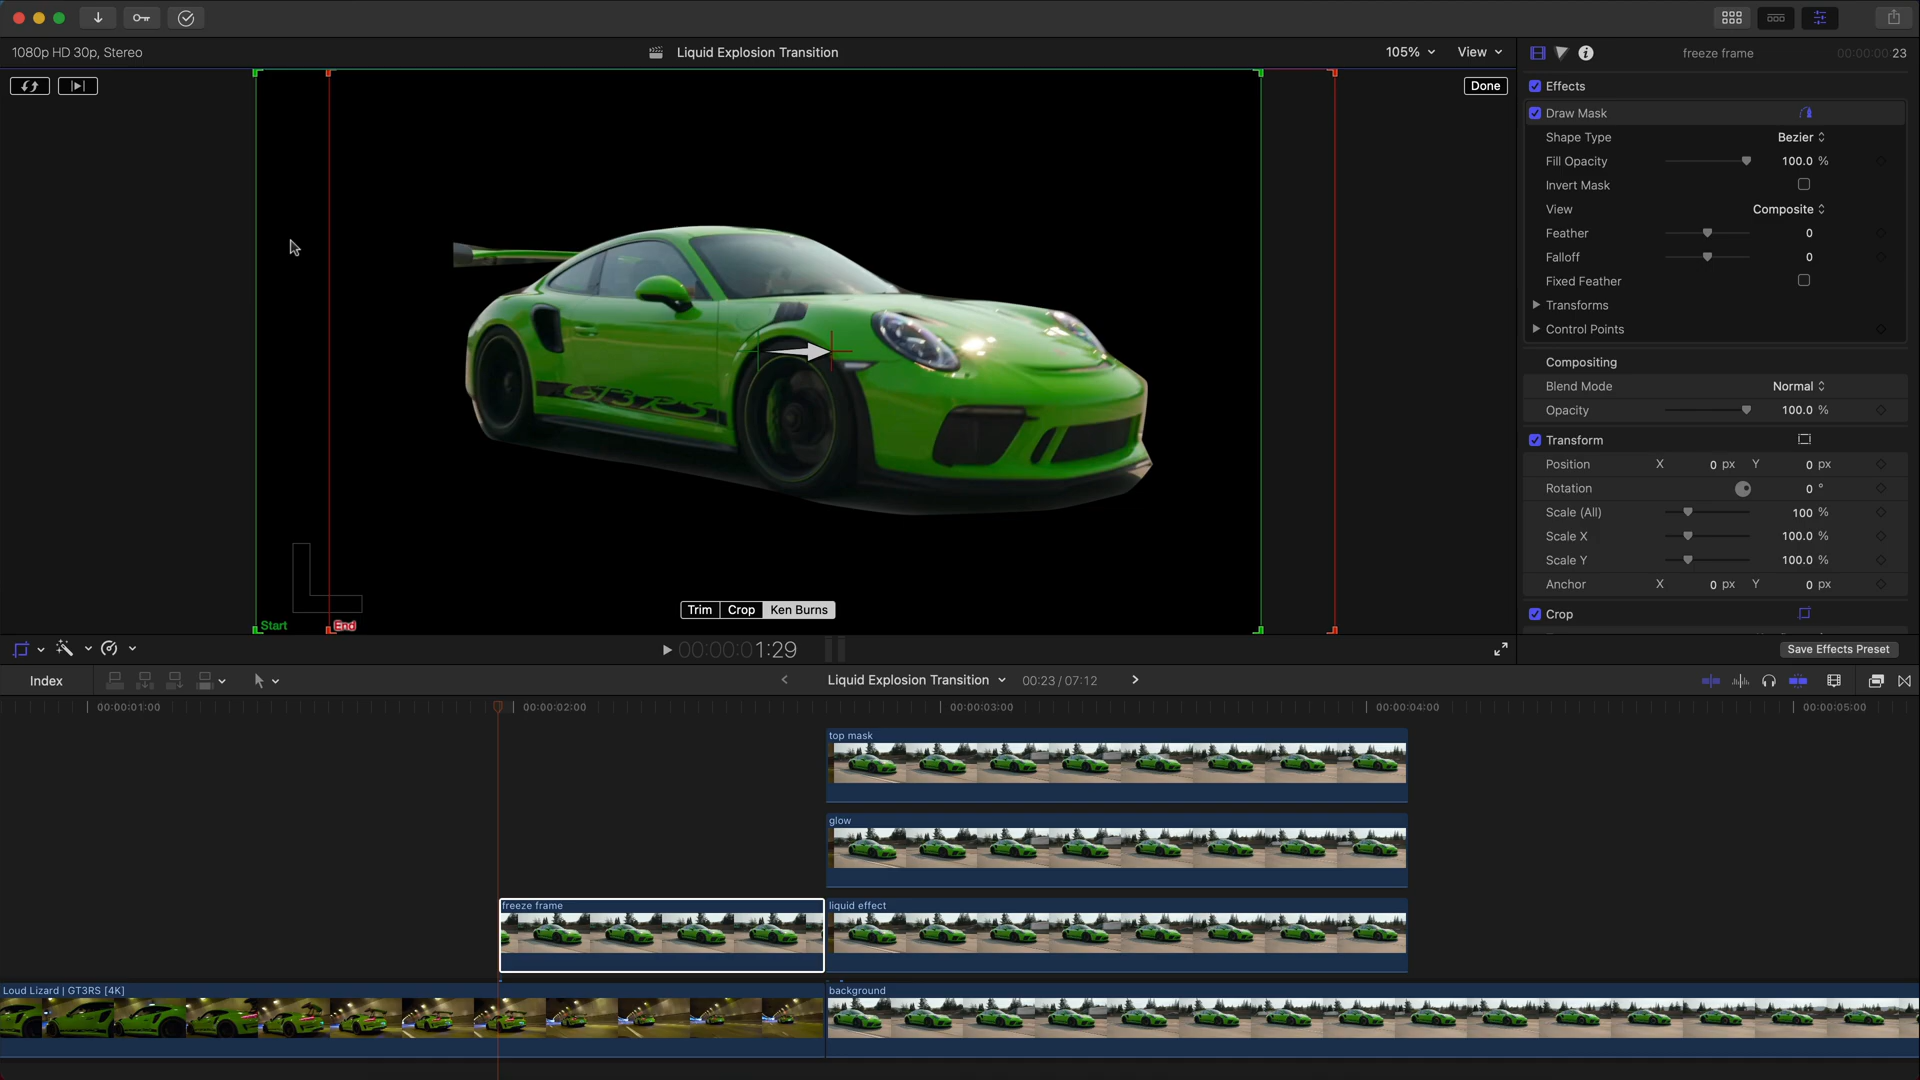 1080p HD 30p, Stereo
Liquid Explosion Transition
105%
View
freeze frame
00:00:00:23
Done
Effects
Draw Mask
Shape Type
Bezier
Fill Opacity
100.0 %
Invert Mask
View
Composite
Feather
0
Falloff
0
Fixed Feather
Transforms
Control Points
Compositing
Blend Mode
Normal
Opacity
100.0 %
Transform
Position X 0 px Y 0 px
Rotation
0 °
Scale (All)
100 %
Scale X
100.0 %
Scale Y
100.0 %
Anchor X 0 px Y 0 px
Crop
GT3 RS
Start
End
Trim
Crop
Ken Burns
00:00:01:29
Save Effects Preset
Index
Liquid Explosion Transition
00:23 / 07:12
00:00:01:00
00:00:02:00
00:00:03:00
00:00:04:00
00:00:05:00
top mask
glow
freeze frame
liquid effect
Loud Lizard | GT3RS [4K]
background